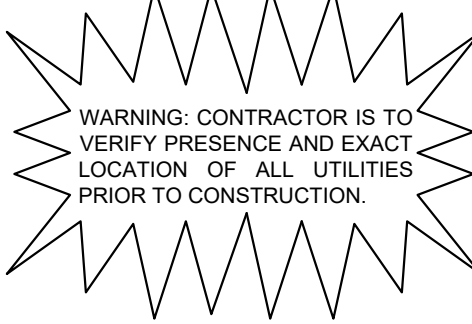 WARNING: CONTRACTOR IS TO
VERIFY PRESENCE AND EXACT
LOCATION OF ALL UTILITIES
PRIOR TO CONSTRUCTION.